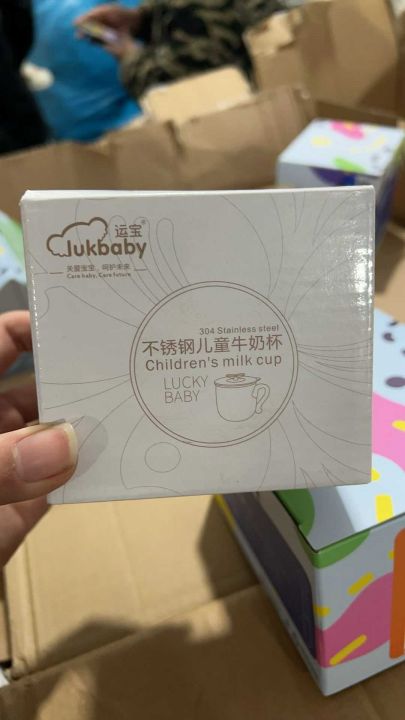 lukbaby 运宝®
关爱宝宝，呵护未来
Care baby, Care future
304 Stainless steel
不锈钢儿童牛奶杯
Children's milk cup
LUCKY
BABY